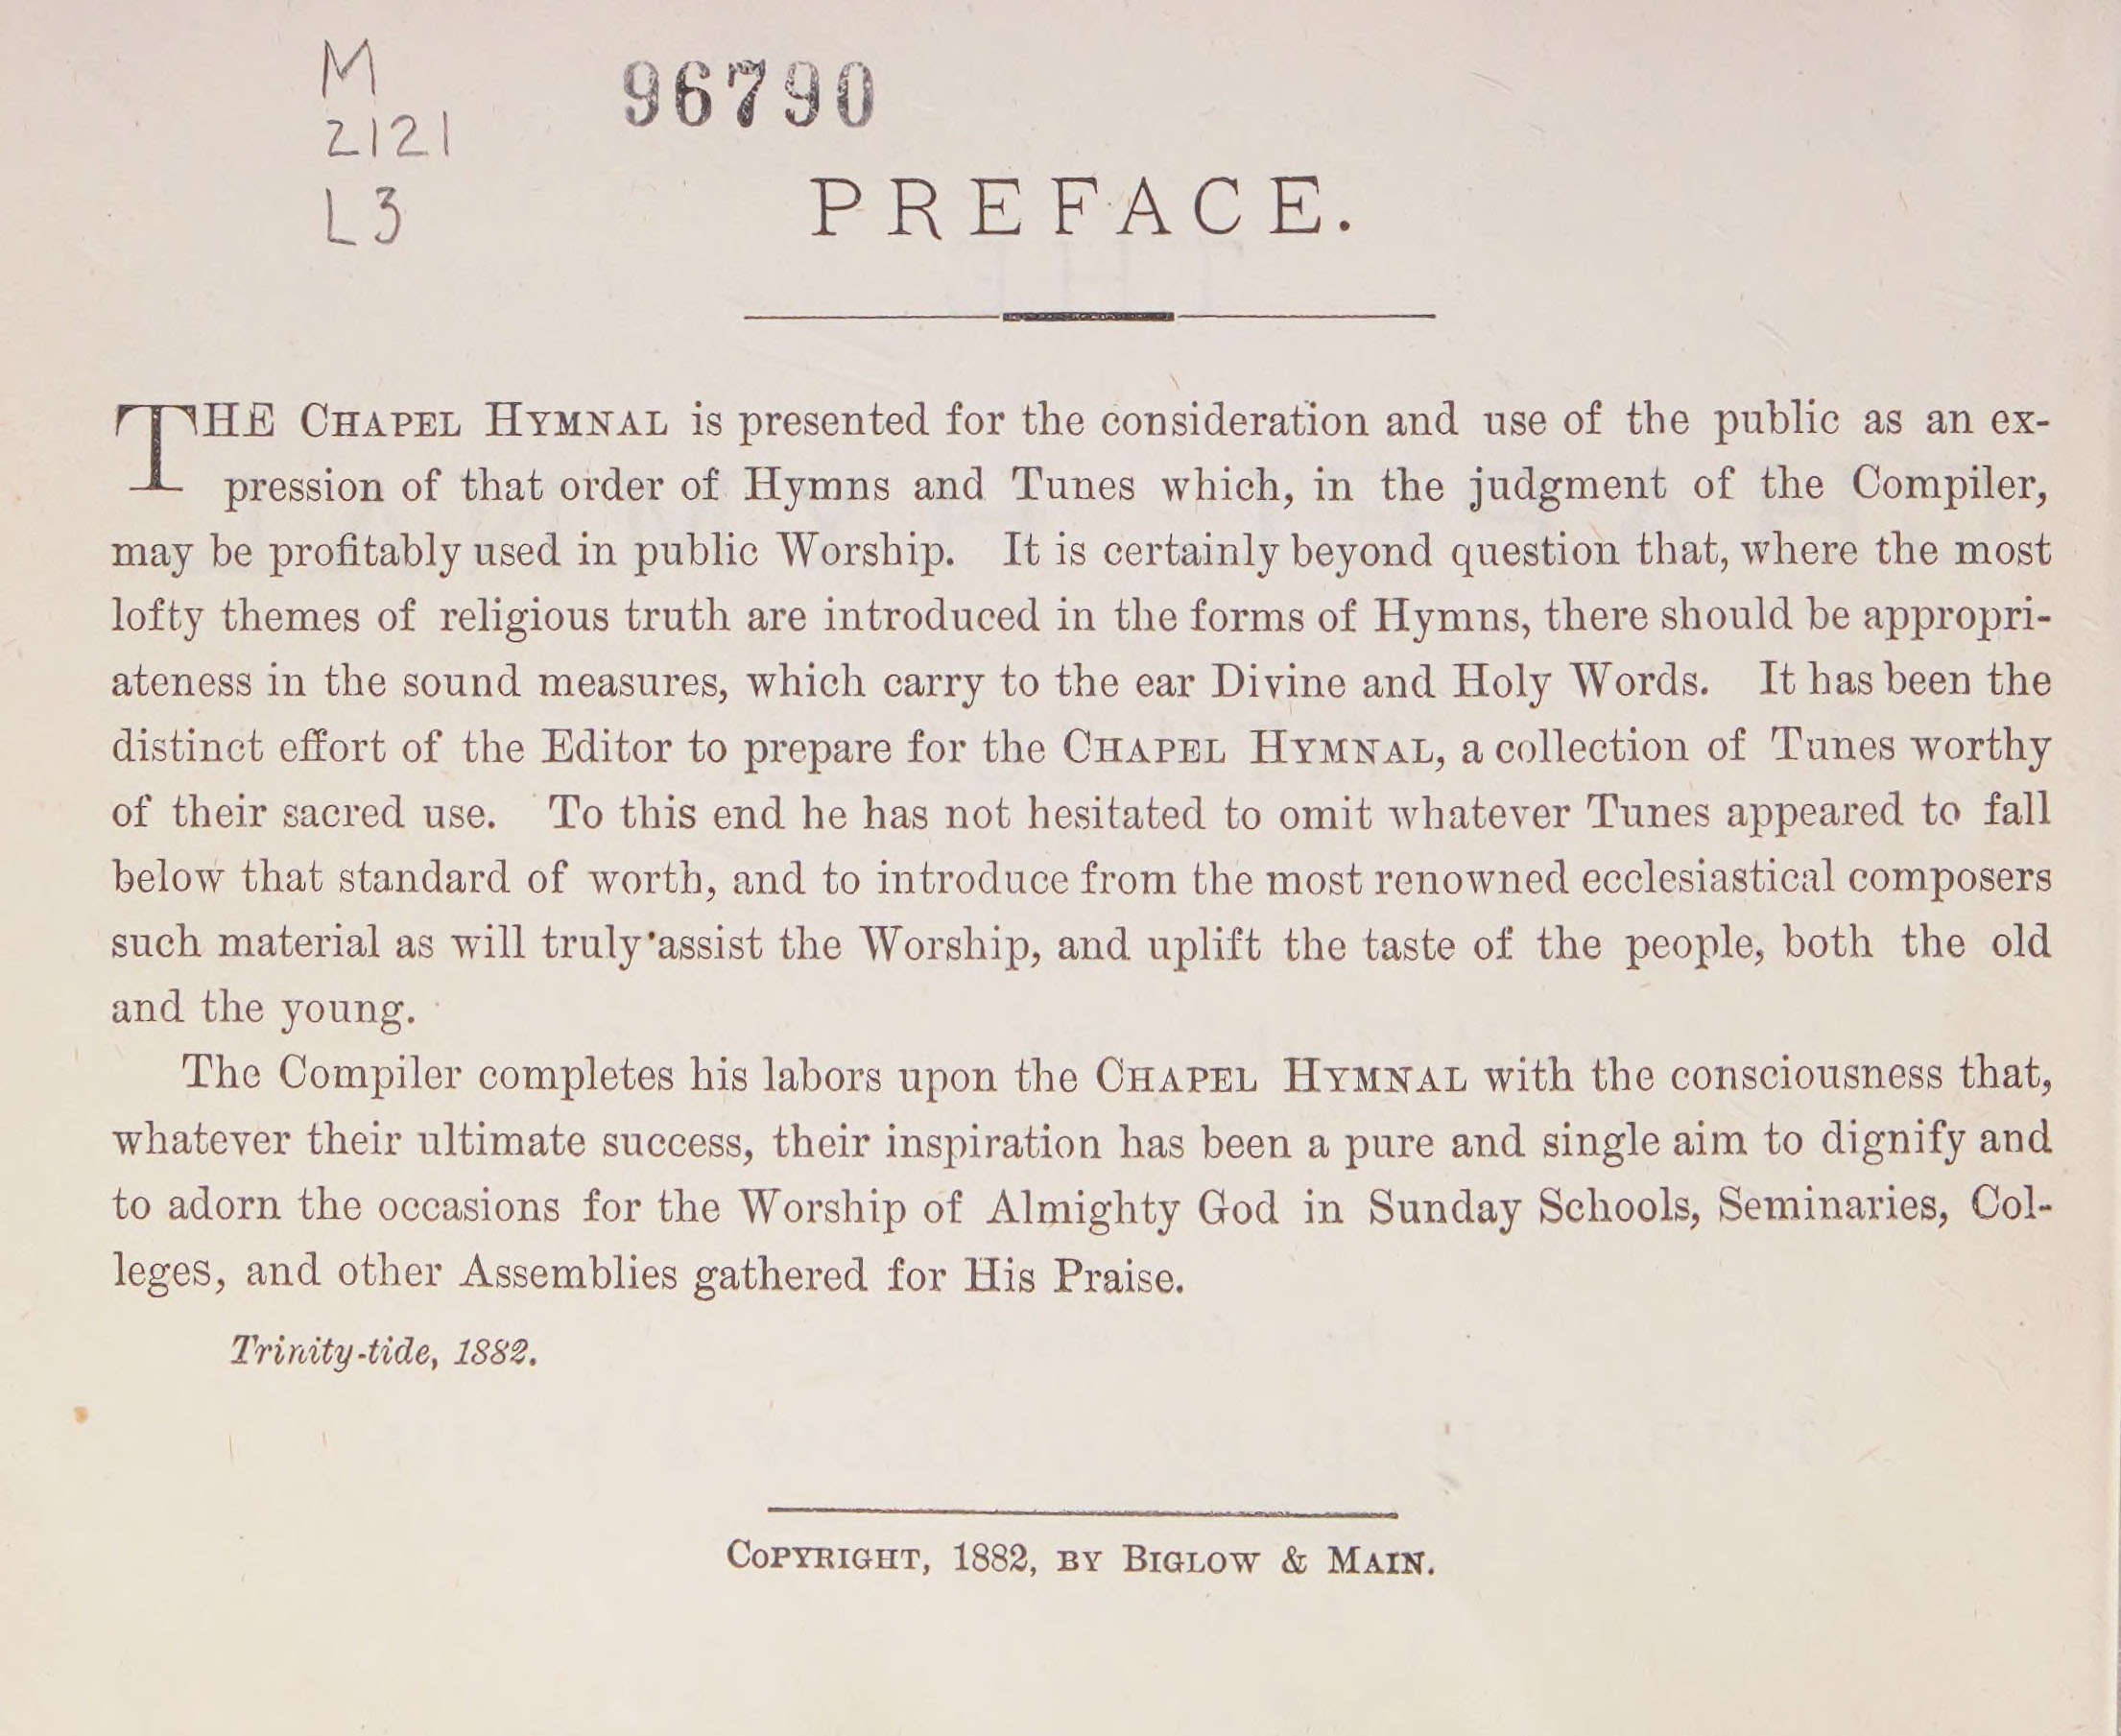 M
2121
L3
96790
PREFACE.
THE CHAPEL HYMNAL is presented for the consideration and use of the public as an ex-
pression of that order of Hymns and Tunes which, in the judgment of the Compiler,
may be profitably used in public Worship. It is certainly beyond question that, where the most
lofty themes of religious truth are introduced in the forms of Hymns, there should be appropri-
ateness in the sound measures, which carry to the ear Divine and Holy Words. It has been the
distinct effort of the Editor to prepare for the CHAPEL HYMNAL, a collection of Tunes worthy
of their sacred use. To this end he has not hesitated to omit whatever Tunes appeared to fall
below that standard of worth, and to introduce from the most renowned ecclesiastical composers
such material as will truly assist the Worship, and uplift the taste of the people, both the old
and the young.
The Compiler completes his labors upon the CHAPEL HYMNAL with the consciousness that,
whatever their ultimate success, their inspiration has been a pure and single aim to dignify and
to adorn the occasions for the Worship of Almighty God in Sunday Schools, Seminaries, Col-
leges, and other Assemblies gathered for His Praise.
Trinity-tide, 1882.
COPYRIGHT, 1882, BY BIGLOW & MAIN.